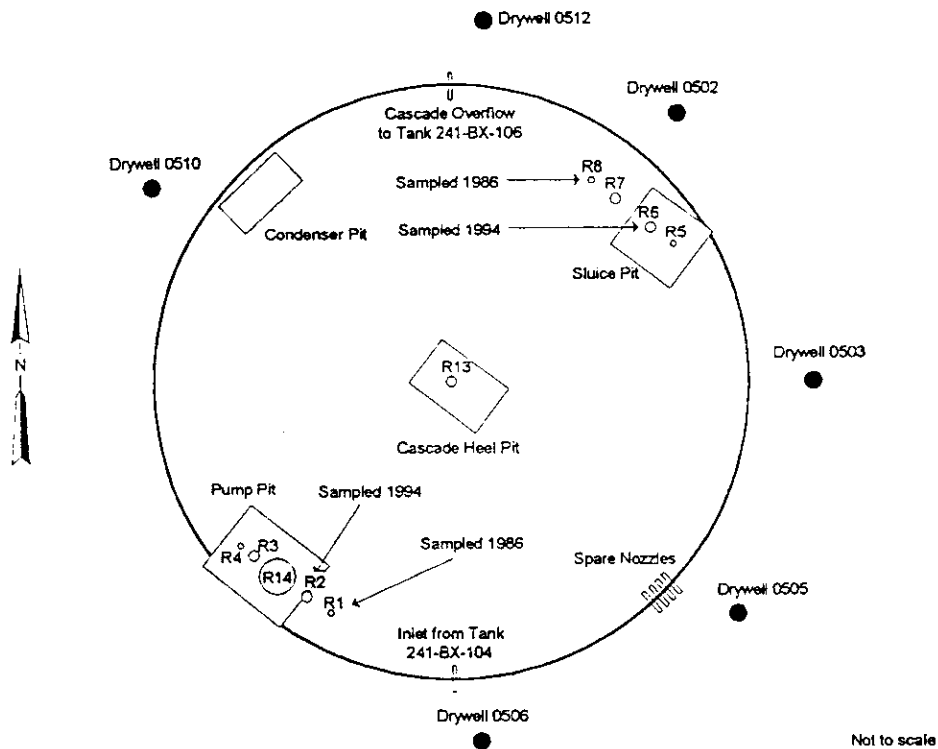 Drywell 0512
Drywell 0502
Cascade Overflow
to Tank 241-BX-106
Drywell 0510
R8
Sampled 1986
R7
R6
Sampled 1994
R5
Condenser Pit
Sluice Pit
N
Drywell 0503
R13
Cascade Heel Pit
Pump Pit
Sampled 1994
Sampled 1986
R3
R4
Spare Nozzles
R14
R2
R1
Drywell 0505
Inlet from Tank
241-BX-104
Drywell 0506
Not to scale